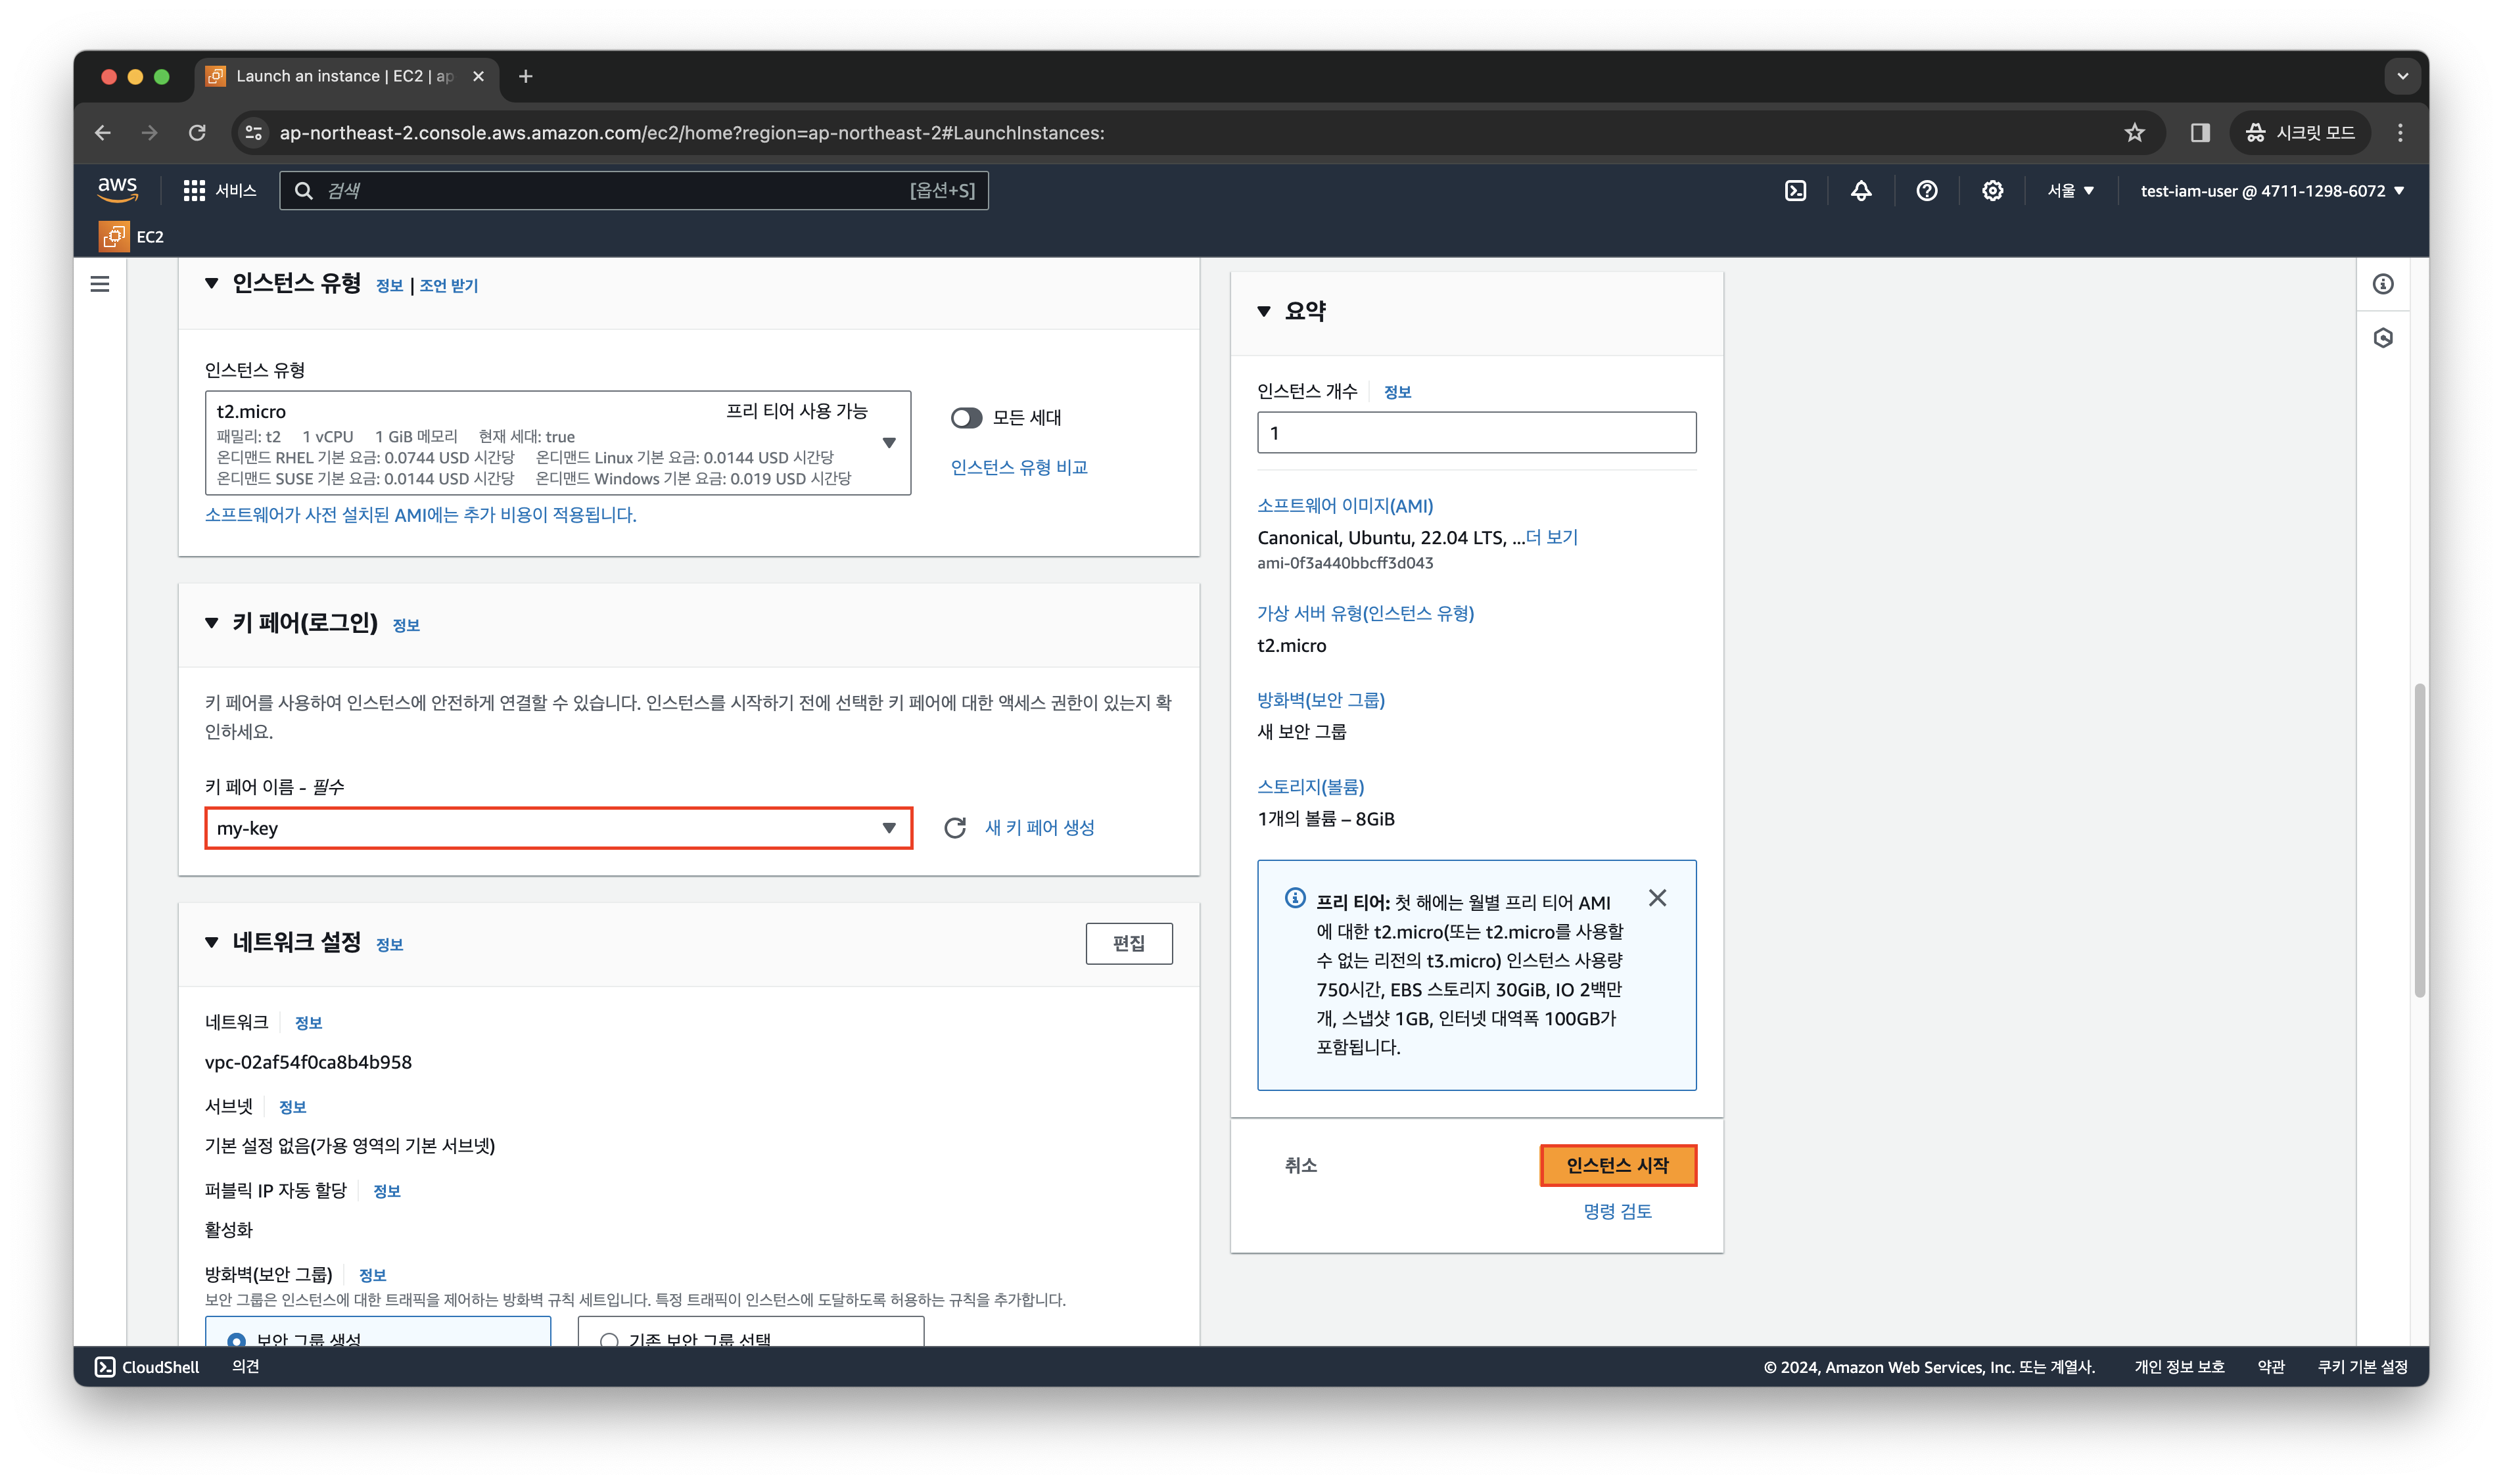 Launch an instance | EC2 | ap
ap-northeast-2.console.aws.amazon.com/ec2/home?region=ap-northeast-2#LaunchInstances:
시크릿 모드
aws
서비스
검색
[옵션+S]
서울
test-iam-user @ 4711-1298-6072
EC2
인스턴스 유형 정보 | 조언 받기
인스턴스 유형
t2.micro 프리 티어 사용 가능
패밀리: t2 1 vCPU 1 GiB 메모리 현재 세대: true
온디맨드 RHEL 기본 요금: 0.0744 USD 시간당 온디맨드 Linux 기본 요금: 0.0144 USD 시간당
온디맨드 SUSE 기본 요금: 0.0144 USD 시간당 온디맨드 Windows 기본 요금: 0.019 USD 시간당
모든 세대
인스턴스 유형 비교
소프트웨어가 사전 설치된 AMI에는 추가 비용이 적용됩니다.
키 페어(로그인) 정보
키 페어를 사용하여 인스턴스에 안전하게 연결할 수 있습니다. 인스턴스를 시작하기 전에 선택한 키 페어에 대한 액세스 권한이 있는지 확
인하세요.
키 페어 이름 - 필수
my-key
새 키 페어 생성
네트워크 설정 정보
편집
네트워크 정보
vpc-02af54f0ca8b4b958
서브넷 정보
기본 설정 없음(가용 영역의 기본 서브넷)
퍼블릭 IP 자동 할당 정보
활성화
방화벽(보안 그룹) 정보
보안 그룹은 인스턴스에 대한 트래픽을 제어하는 방화벽 규칙 세트입니다. 특정 트래픽이 인스턴스에 도달하도록 허용하는 규칙을 추가합니다.
보안 그룹 생성
기존 보안 그룹 선택
요약
인스턴스 개수 정보
1
소프트웨어 이미지(AMI)
Canonical, Ubuntu, 22.04 LTS, ...더 보기
ami-0f3a440bbcff3d043
가상 서버 유형(인스턴스 유형)
t2.micro
방화벽(보안 그룹)
새 보안 그룹
스토리지(볼륨)
1개의 볼륨 – 8GiB
프리 티어: 첫 해에는 월별 프리 티어 AMI
에 대한 t2.micro(또는 t2.micro를 사용할
수 없는 리전의 t3.micro) 인스턴스 사용량
750시간, EBS 스토리지 30GiB, IO 2백만
개, 스냅샷 1GB, 인터넷 대역폭 100GB가
포함됩니다.
취소
인스턴스 시작
명령 검토
CloudShell
의견
© 2024, Amazon Web Services, Inc. 또는 계열사.
개인 정보 보호
약관
쿠키 기본 설정